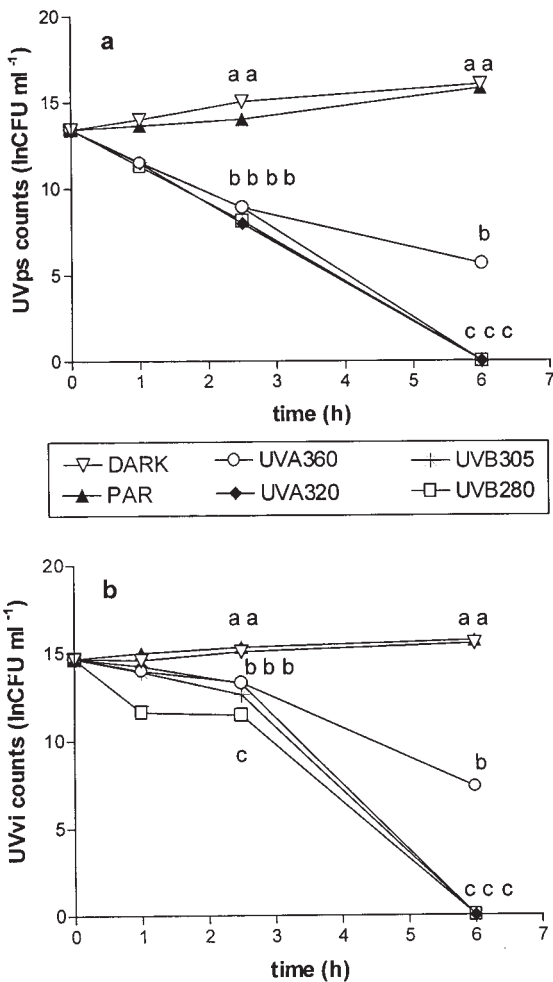 20
a
a a
a a
15
b b b b
10
b
5
c c c
0
0 1 2 3 4 5 6 7
UVps counts (lnCFU ml -1)
time (h)
DARK UVA360 UVB305
PAR UVA320 UVB280
20
b
a a
a a
15
b b b
10
c
b
5
c c c
0
0 1 2 3 4 5 6 7
UVvi counts (lnCFU ml -1)
time (h)